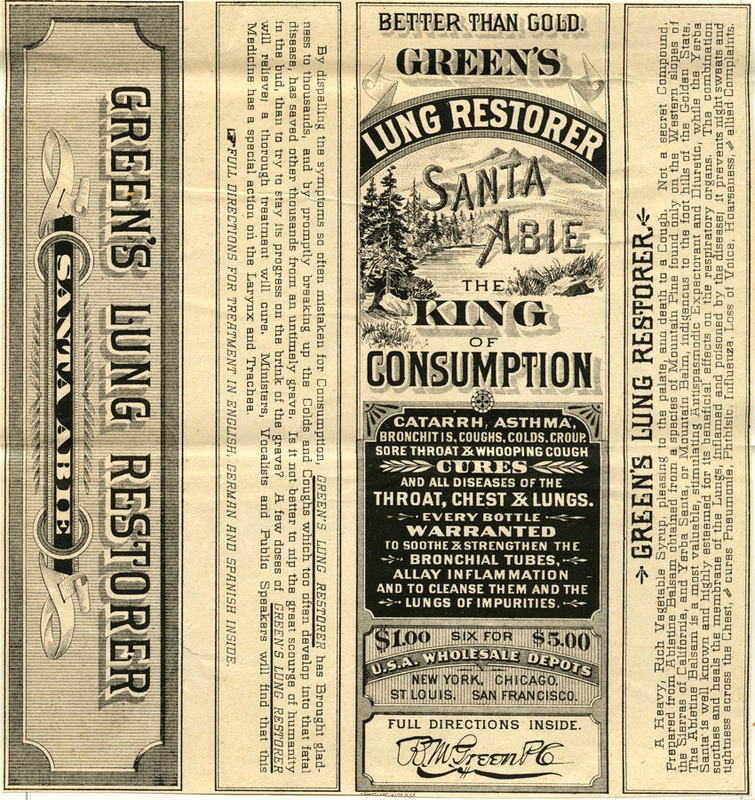 GREEN'S LUNG RESTORER
SANTA ABIE
By dispelling the symptoms so often mistaken for Consumption, GREEN'S LUNG RESTORER has Brought glad-
ness to thousands, and by promptly breaking up the Colds and Coughs which too often develop into that fatal
disease, has saved other thousands from an untimely grave. Is it not better to nip the great scourge of humanity
in the bud, than to try to stay its progress on the brink of the grave? A few doses of GREEN'S LUNG RESTORER
will relieve; a thorough treatment will cure. Ministers, Vocalists and Public Speakers will find that this
Medicine has a special action on the Larynx and Trachea.
☞FULL DIRECTIONS FOR TREATMENT IN ENGLISH, GERMAN AND SPANISH INSIDE.
BETTER THAN GOLD.
GREEN'S
LUNG RESTORER
SANTA
ABIE
THE
KING
OF
CONSUMPTION
CATARRH, ASTHMA,
BRONCHITIS, COUGHS, COLDS, CROUP,
SORE THROAT & WHOOPING COUGH
CURES
AND ALL DISEASES OF THE
THROAT, CHEST & LUNGS.
EVERY BOTTLE
WARRANTED
TO SOOTHE & STRENGTHEN THE
BRONCHIAL TUBES,
ALLAY INFLAMMATION
AND TO CLEANSE THEM AND THE
LUNGS OF IMPURITIES.
$1.00 SIX FOR $5.00
U.S.A. WHOLESALE DEPOTS
NEW YORK, CHICAGO,
ST LOUIS. SAN FRANCISCO.
FULL DIRECTIONS INSIDE.
R.M. Green P.C.
GREEN'S LUNG RESTORER.
A Heavy, Rich Vegetable Syrup, pleasing to the palate, and death to a Cough. Not a secret Compound,
Prepared from Abietine Balsam obtained from a species of Mountain Pine found only on the Western slopes of
the Sierras of California, and Yerba Santa, or Mountain Balm, indigenous to the foot hills of the Golden State.
The Abietine Balsam is a most valuable, stimulating Antispasmodic Expectorant and Diuretic, while the Yerba
Santa is well known and highly esteemed for its beneficial effects on the respiratory organs. The combination
soothes and heals the membrane of the Lungs, inflamed and poisoned by the disease; it prevents night sweats and
tightness across the Chest, & cures Pneumonie, Phthisic, Influenza, Loss of Voice, Hoarseness, & allied Complaints.